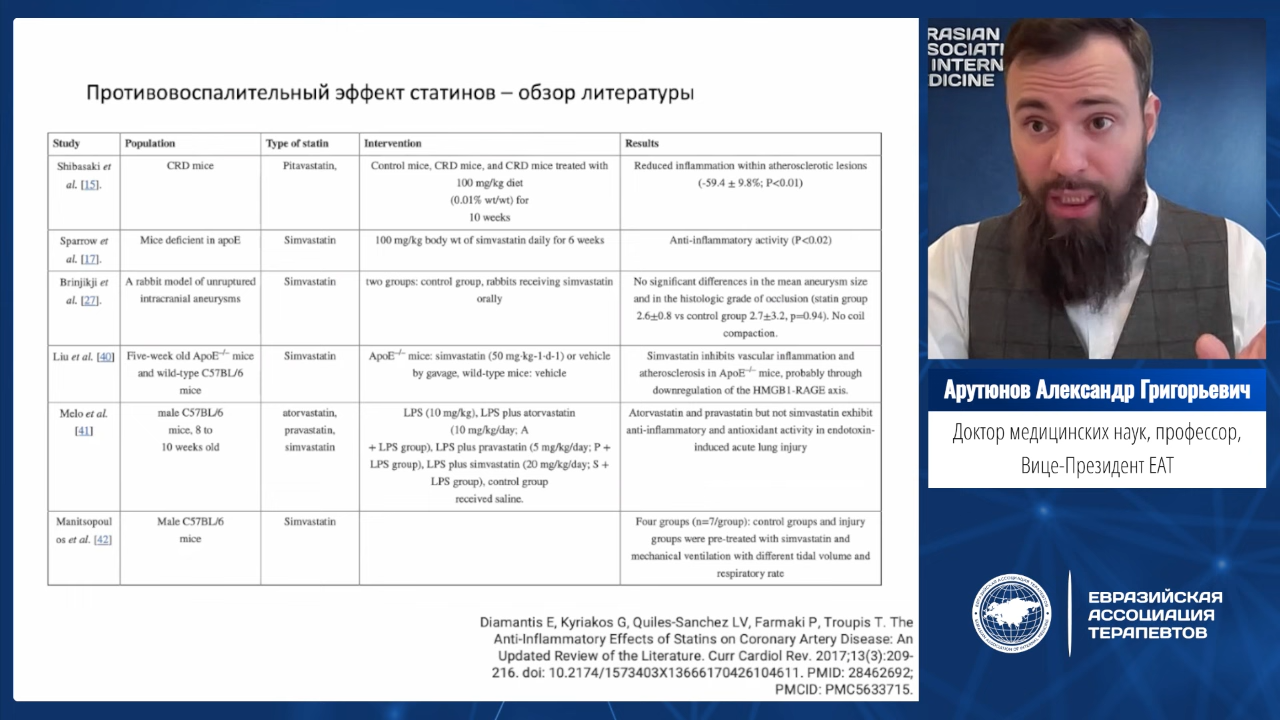 Противовоспалительный эффект статинов – обзор литературы
Study Population Type of statin Intervention Results
Shibasaki et
al. [15].
CRD mice
Pitavastatin,
Control mice, CRD mice, and CRD mice treated with
100 mg/kg diet
(0.01% wt/wt) for
10 weeks
Reduced inflammation within atherosclerotic lesions
(-59.4 ± 9.8%; P<0.01)
Sparrow et
al. [17].
Mice deficient in apoE
Simvastatin
100 mg/kg body wt of simvastatin daily for 6 weeks
Anti-inflammatory activity (P<0.02)
Brinjikji et
al. [27].
A rabbit model of unruptured
intracranial aneurysms
Simvastatin
two groups: control group, rabbits receiving simvastatin
orally
No significant differences in the mean aneurysm size
and in the histologic grade of occlusion (statin group
2.6±0.8 vs control group 2.7±3.2, p=0.94). No coil
compaction.
Liu et al. [40]
Five-week old ApoE−/− mice
and wild-type C57BL/6
mice
Simvastatin
ApoE−/− mice: simvastatin (50 mg·kg-1·d-1) or vehicle
by gavage, wild-type mice: vehicle
Simvastatin inhibits vascular inflammation and
atherosclerosis in ApoE−/− mice, probably through
downregulation of the HMGB1-RAGE axis.
Melo et al.
[41]
male C57BL/6
mice, 8 to
10 weeks old
atorvastatin,
pravastatin,
simvastatin
LPS (10 mg/kg), LPS plus atorvastatin
(10 mg/kg/day; A
+ LPS group), LPS plus pravastatin (5 mg/kg/day; P +
LPS group), LPS plus simvastatin (20 mg/kg/day; S +
LPS group), control group
received saline.
Atorvastatin and pravastatin but not simvastatin exhibit
anti-inflammatory and antioxidant activity in endotoxin-
induced acute lung injury
Manitsopoul
os et al. [42]
Male C57BL/6
mice
Simvastatin
Four groups (n=7/group): control groups and injury
groups were pre-treated with simvastatin and
mechanical ventilation with different tidal volume and
respiratory rate
Diamantis E, Kyriakos G, Quiles-Sanchez LV, Farmaki P, Troupis T. The
Anti-Inflammatory Effects of Statins on Coronary Artery Disease: An
Updated Review of the Literature. Curr Cardiol Rev. 2017;13(3):209-
216. doi: 10.2174/1573403X13666170426104611. PMID: 28462692;
PMCID: PMC5633715.
RASIAN
SOCIATI
INTERN
DICINE
Арутюнов Александр Григорьевич
Доктор медицинских наук, профессор,
Вице-Президент ЕАТ
ЕВРАЗИЙСКАЯ
АССОЦИАЦИЯ
ТЕРАПЕВТОВ